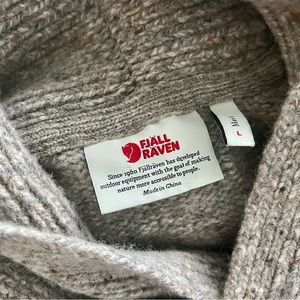 FJÄLL
RÄVEN
Since 1960 Fjällräven has developed
outdoor equipment with the goal of making
nature more accessible to people.
Made in China
L